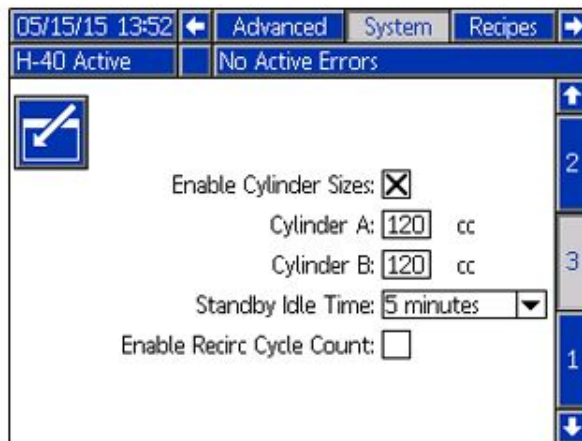 05/15/15 13:52 Advanced System Recipes
H-40 Active No Active Errors
2
Enable Cylinder Sizes:
Cylinder A: 120 cc
Cylinder B: 120 cc
3
Standby Idle Time: 5 minutes
Enable Recirc Cycle Count:
1